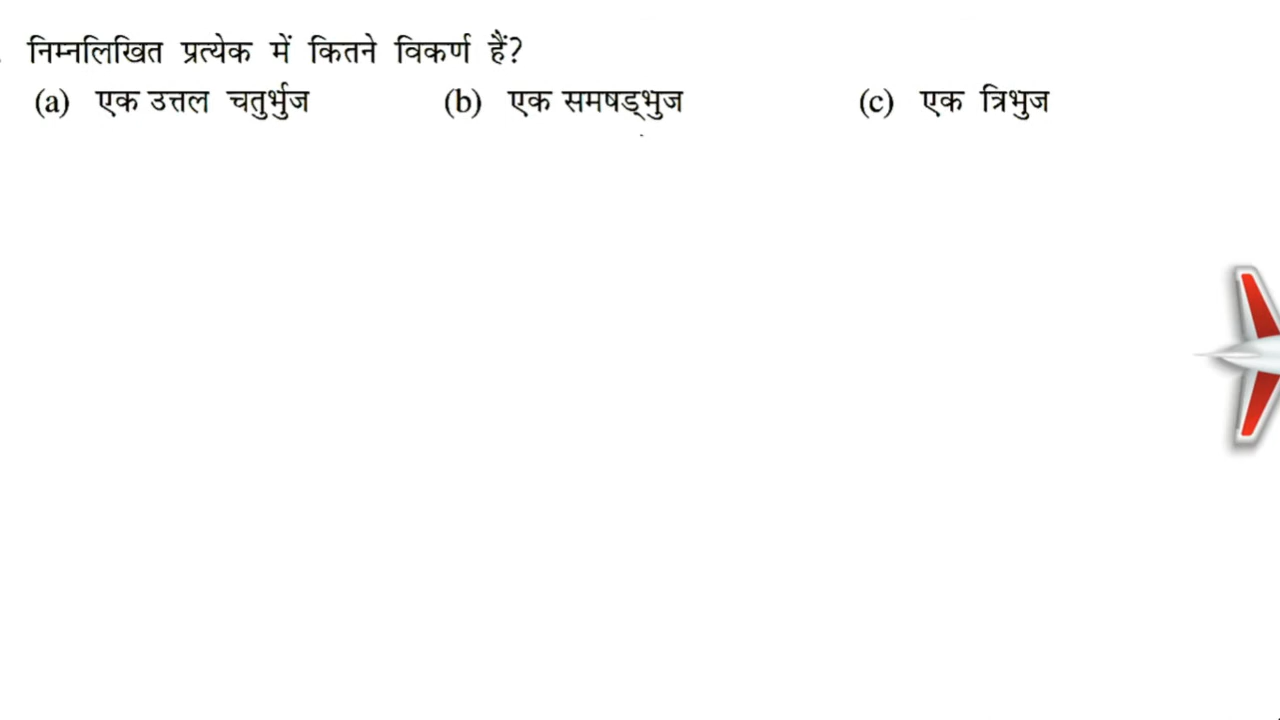 निम्नलिखित प्रत्येक में कितने विकर्ण हैं?
(a) एक उत्तल चतुर्भुज (b) एक समषड्भुज (c) एक त्रिभुज